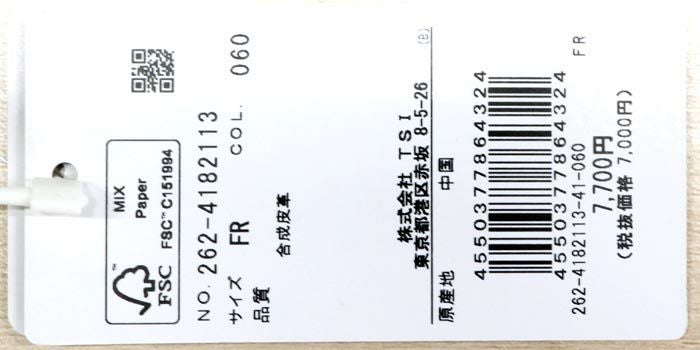 FSC
MIX
Paper
FSC™ C151994
NO. 262-4182113
サイズ FR COL. 060
品質
合成皮革
株式会社 TSI
東京都港区赤坂 8-5-26 (B)
原産地 中国
4550377864324
4550377864324
262-4182113-41-060 FR
7,700円
(税抜価格 7,000円)